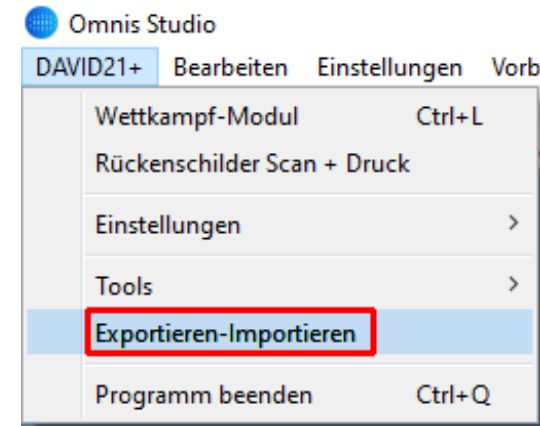 Omnis Studio
DAVID21+ Bearbeiten Einstellungen Vorb
Wettkampf-Modul Ctrl+L
Rückenschilder Scan + Druck
Einstellungen >
Tools >
Exportieren-Importieren
Programm beenden Ctrl+Q